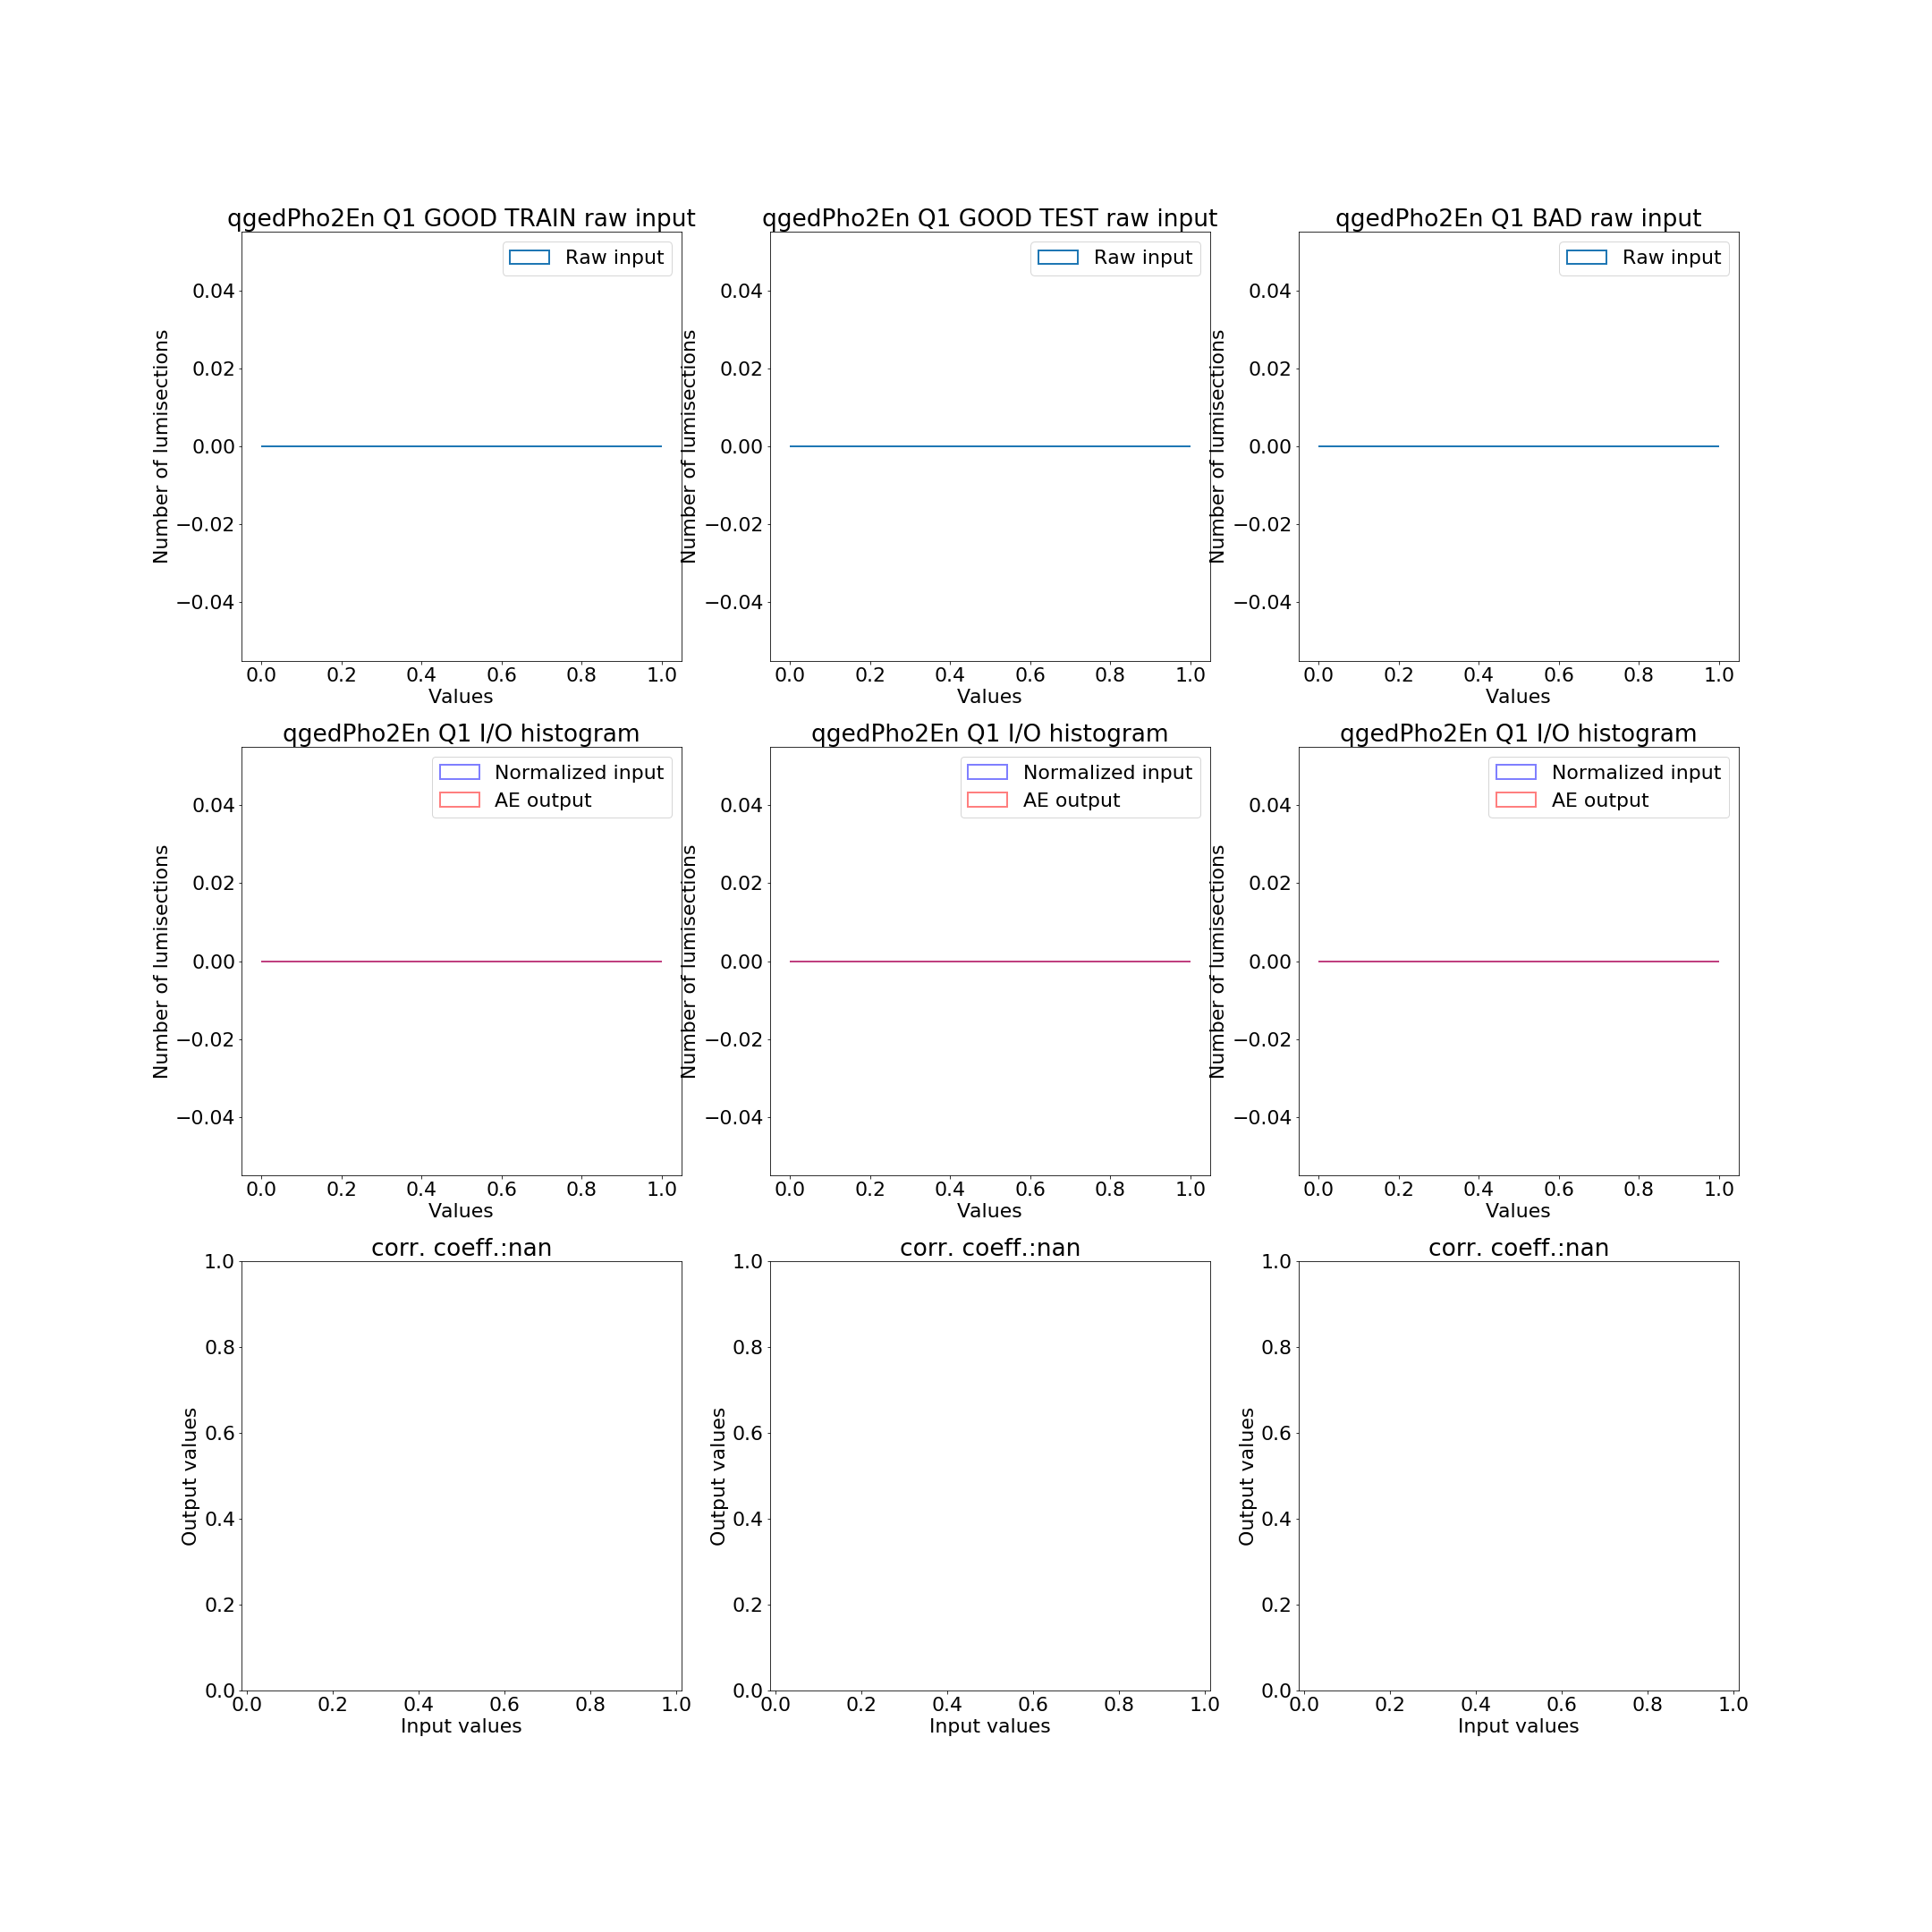 qgedPho2En Q1 GOOD TRAIN raw input
Raw input
0.04
0.02
0.00
−0.02
−0.04
Number of lumisections
0.0 0.2 0.4 0.6 0.8 1.0
Values
qgedPho2En Q1 GOOD TEST raw input
Raw input
0.04
0.02
0.00
−0.02
−0.04
Number of lumisections
0.0 0.2 0.4 0.6 0.8 1.0
Values
qgedPho2En Q1 BAD raw input
Raw input
0.04
0.02
0.00
−0.02
−0.04
Number of lumisections
0.0 0.2 0.4 0.6 0.8 1.0
Values
qgedPho2En Q1 I/O histogram
Normalized input
AE output
0.04
0.02
0.00
−0.02
−0.04
Number of lumisections
0.0 0.2 0.4 0.6 0.8 1.0
Values
qgedPho2En Q1 I/O histogram
Normalized input
AE output
0.04
0.02
0.00
−0.02
−0.04
Number of lumisections
0.0 0.2 0.4 0.6 0.8 1.0
Values
qgedPho2En Q1 I/O histogram
Normalized input
AE output
0.04
0.02
0.00
−0.02
−0.04
Number of lumisections
0.0 0.2 0.4 0.6 0.8 1.0
Values
corr. coeff.:nan
1.0
0.8
0.6
0.4
0.2
0.0
Output values
0.0 0.2 0.4 0.6 0.8 1.0
Input values
corr. coeff.:nan
1.0
0.8
0.6
0.4
0.2
0.0
Output values
0.0 0.2 0.4 0.6 0.8 1.0
Input values
corr. coeff.:nan
1.0
0.8
0.6
0.4
0.2
0.0
Output values
0.0 0.2 0.4 0.6 0.8 1.0
Input values